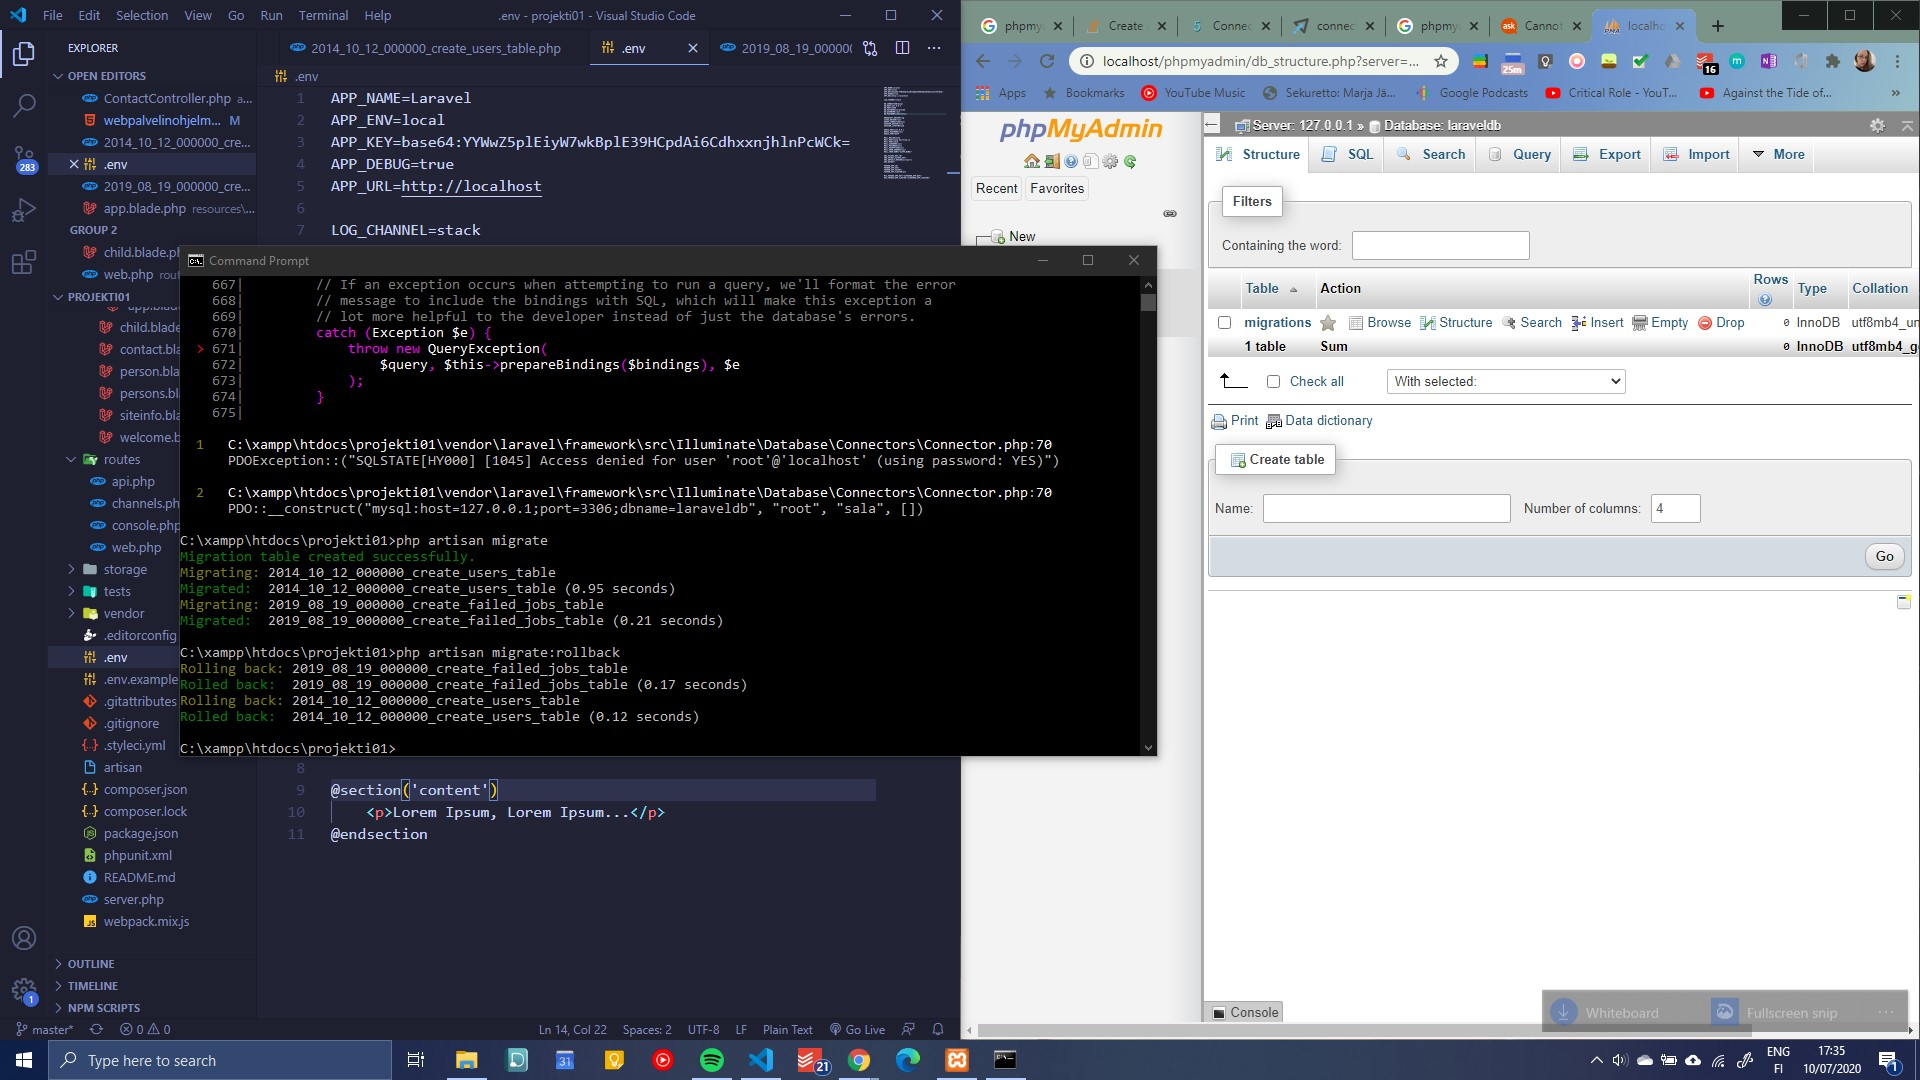 File Edit Selection View Go Run Terminal Help .env - projekti01 - Visual Studio Code
EXPLORER
OPEN EDITORS
ContactController.php a...
webpalvelinohjelm... M
2014_10_12_000000_cre...
.env
2019_08_19_000000_cre...
app.blade.php resources\...
GROUP 2
child.blade.ph
web.php rout
PROJEKTI01
child.blade
contact.bla
person.bla
persons.bl
siteinfo.bla
welcome.b
routes
api.php
channels.ph
console.php
web.php
storage
tests
vendor
.editorconfig
.env
.env.example
.gitattributes
.gitignore
.styleci.yml
artisan
composer.json
composer.lock
package.json
phpunit.xml
README.md
server.php
webpack.mix.js
OUTLINE
TIMELINE
NPM SCRIPTS
283
1
2014_10_12_000000_create_users_table.php .env 2019_08_19_000000
.env
1 APP_NAME=Laravel
2 APP_ENV=local
3 APP_KEY=base64:YYWwZ5plEiyW7wkBplE39HCpdAi6CdhxxnjhlnPcWCk=
4 APP_DEBUG=true
5 APP_URL=http://localhost
6
7 LOG_CHANNEL=stack
Command Prompt
667| // If an exception occurs when attempting to run a query, we'll format the error
668| // message to include the bindings with SQL, which will make this exception a
669| // lot more helpful to the developer instead of just the database's errors.
670| catch (Exception $e) {
> 671| throw new QueryException(
672| $query, $this->prepareBindings($bindings), $e
673| );
674| }
675|
1 C:\xampp\htdocs\projekti01\vendor\laravel\framework\src\Illuminate\Database\Connectors\Connector.php:70
PDOException::("SQLSTATE[HY000] [1045] Access denied for user 'root'@'localhost' (using password: YES)")
2 C:\xampp\htdocs\projekti01\vendor\laravel\framework\src\Illuminate\Database\Connectors\Connector.php:70
PDO::__construct("mysql:host=127.0.0.1;port=3306;dbname=laraveldb", "root", "sala", [])
C:\xampp\htdocs\projekti01>php artisan migrate
Migration table created successfully.
Migrating: 2014_10_12_000000_create_users_table
Migrated: 2014_10_12_000000_create_users_table (0.95 seconds)
Migrating: 2019_08_19_000000_create_failed_jobs_table
Migrated: 2019_08_19_000000_create_failed_jobs_table (0.21 seconds)
C:\xampp\htdocs\projekti01>php artisan migrate:rollback
Rolling back: 2019_08_19_000000_create_failed_jobs_table
Rolled back: 2019_08_19_000000_create_failed_jobs_table (0.17 seconds)
Rolling back: 2014_10_12_000000_create_users_table
Rolled back: 2014_10_12_000000_create_users_table (0.12 seconds)
C:\xampp\htdocs\projekti01>
8
9 @section('content')
10 <p>Lorem Ipsum, Lorem Ipsum...</p>
11 @endsection
master* 0 0 Ln 14, Col 22 Spaces: 2 UTF-8 LF Plain Text Go Live
phpmy Create Connec connec phpmy Cannot localho
localhost/phpmyadmin/db_structure.php?server=... 25m 16
Apps Bookmarks YouTube Music Sekuretto: Marja Jä... Google Podcasts Critical Role - YouT... Against the Tide of... »
phpMyAdmin
Recent Favorites
New
Server: 127.0.0.1 » Database: laraveldb
Structure SQL Search Query Export Import More
Filters
Containing the word:
Table Action Rows Type Collation
migrations Browse Structure Search Insert Empty Drop 0 InnoDB utf8mb4_un
1 table Sum 0 InnoDB utf8mb4_ge
Check all With selected:
Print Data dictionary
Create table
Name: Number of columns: 4
Go
Console
Whiteboard Fullscreen snip
Type here to search 31 21 ENG FI 17:35 10/07/2020 1